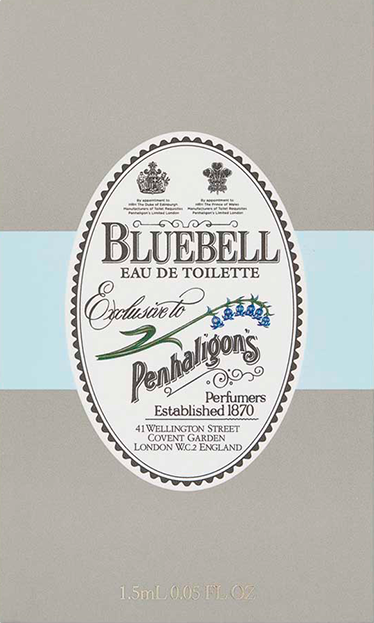 By appointment to
HRH The Duke of Edinburgh
Manufacturers of Toilet Requisites
Penhaligon's Limited London
By appointment to
HRH The Prince of Wales
Manufacturers of Toilet Requisites
Penhaligon's Limited London
BLUEBELL
EAU DE TOILETTE
Exclusive to
Penhaligon's
Perfumers
Established 1870
41 WELLINGTON STREET
COVENT GARDEN
LONDON W.C.2 ENGLAND
1.5mL 0.05 FL.OZ